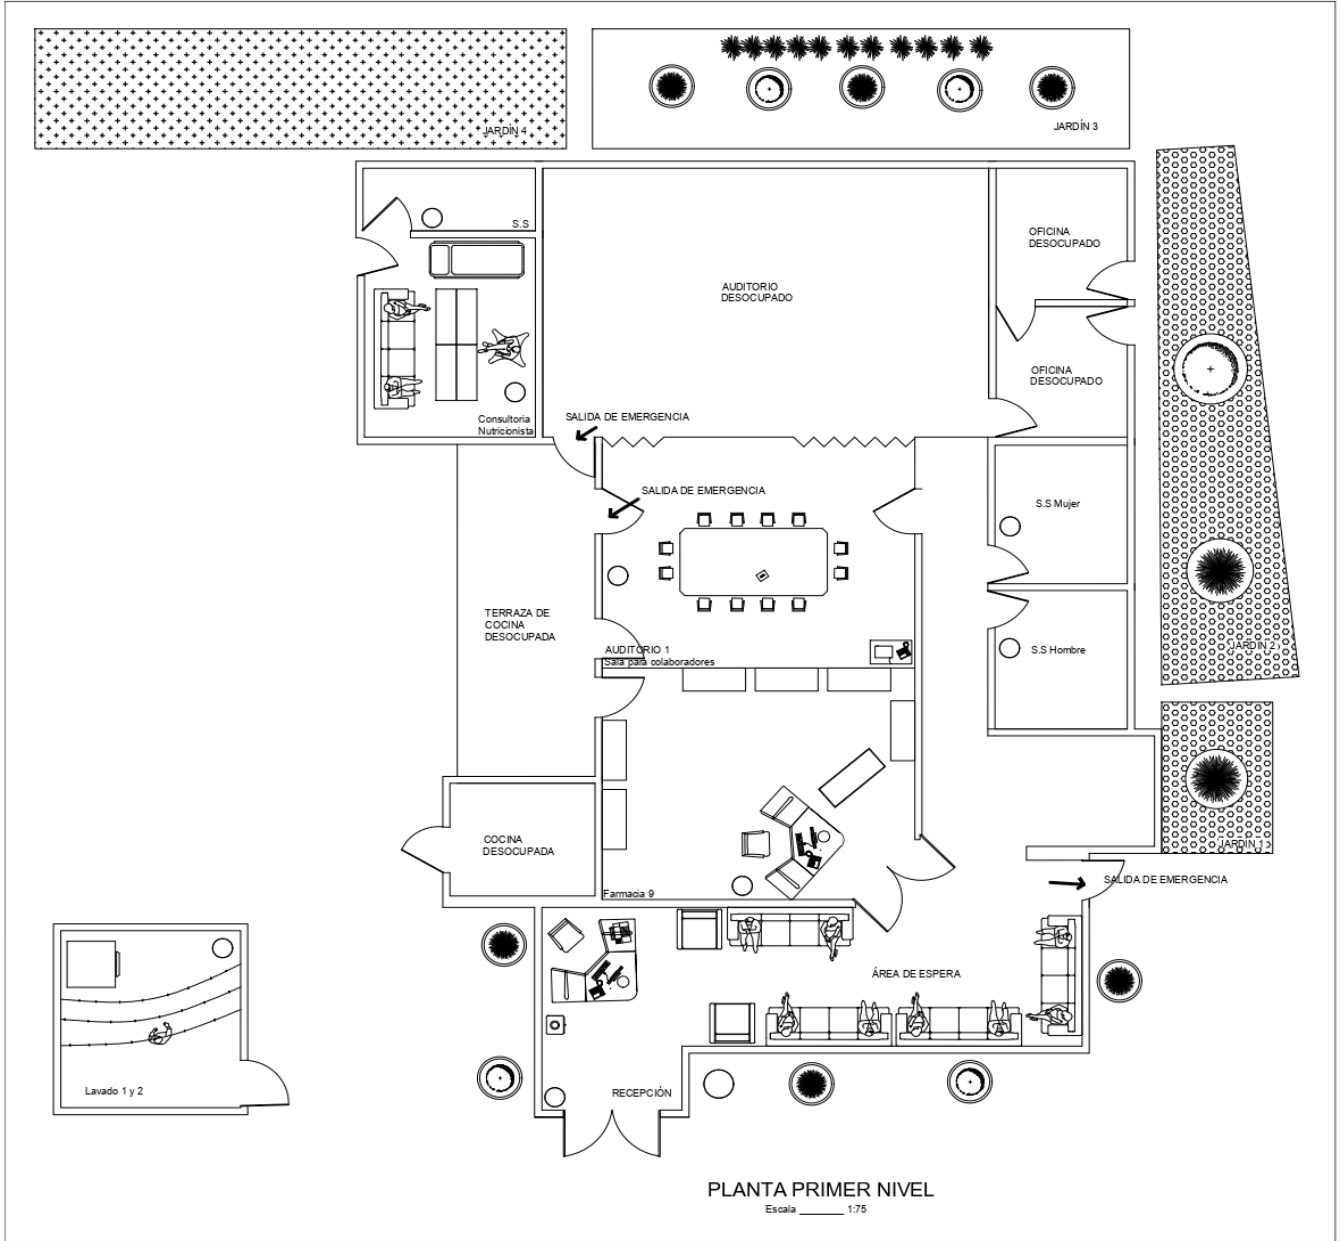 JARDÍN 4
JARDÍN 3
S.S
OFICINA
DESOCUPADO
AUDITORIO
DESOCUPADO
OFICINA
DESOCUPADO
Consultoria
Nutricionista
SALIDA DE EMERGENCIA
SALIDA DE EMERGENCIA
S.S Mujer
TERRAZA DE
COCINA
DESOCUPADA
AUDITORIO 1
Sala para colaboradores
S.S Hombre
JARDÍN 2
COCINA
DESOCUPADA
JARDIN 1
SALIDA DE EMERGENCIA
Farmacia 9
ÁREA DE ESPERA
Lavado 1 y 2
RECEPCIÓN
PLANTA PRIMER NIVEL
Escala ________ 1:75